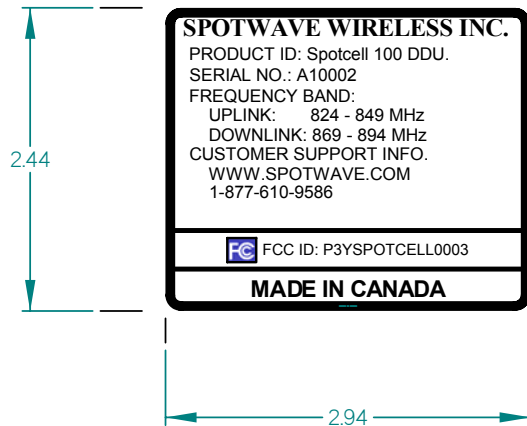 SPOTWAVE WIRELESS INC.
PRODUCT ID: Spotcell 100 DDU.
SERIAL NO.: A10002
FREQUENCY BAND:
UPLINK: 824 - 849 MHz
DOWNLINK: 869 - 894 MHz
CUSTOMER SUPPORT INFO.
WWW.SPOTWAVE.COM
1-877-610-9586
2.44
FC FCC ID: P3YSPOTCELL0003
MADE IN CANADA
2.94